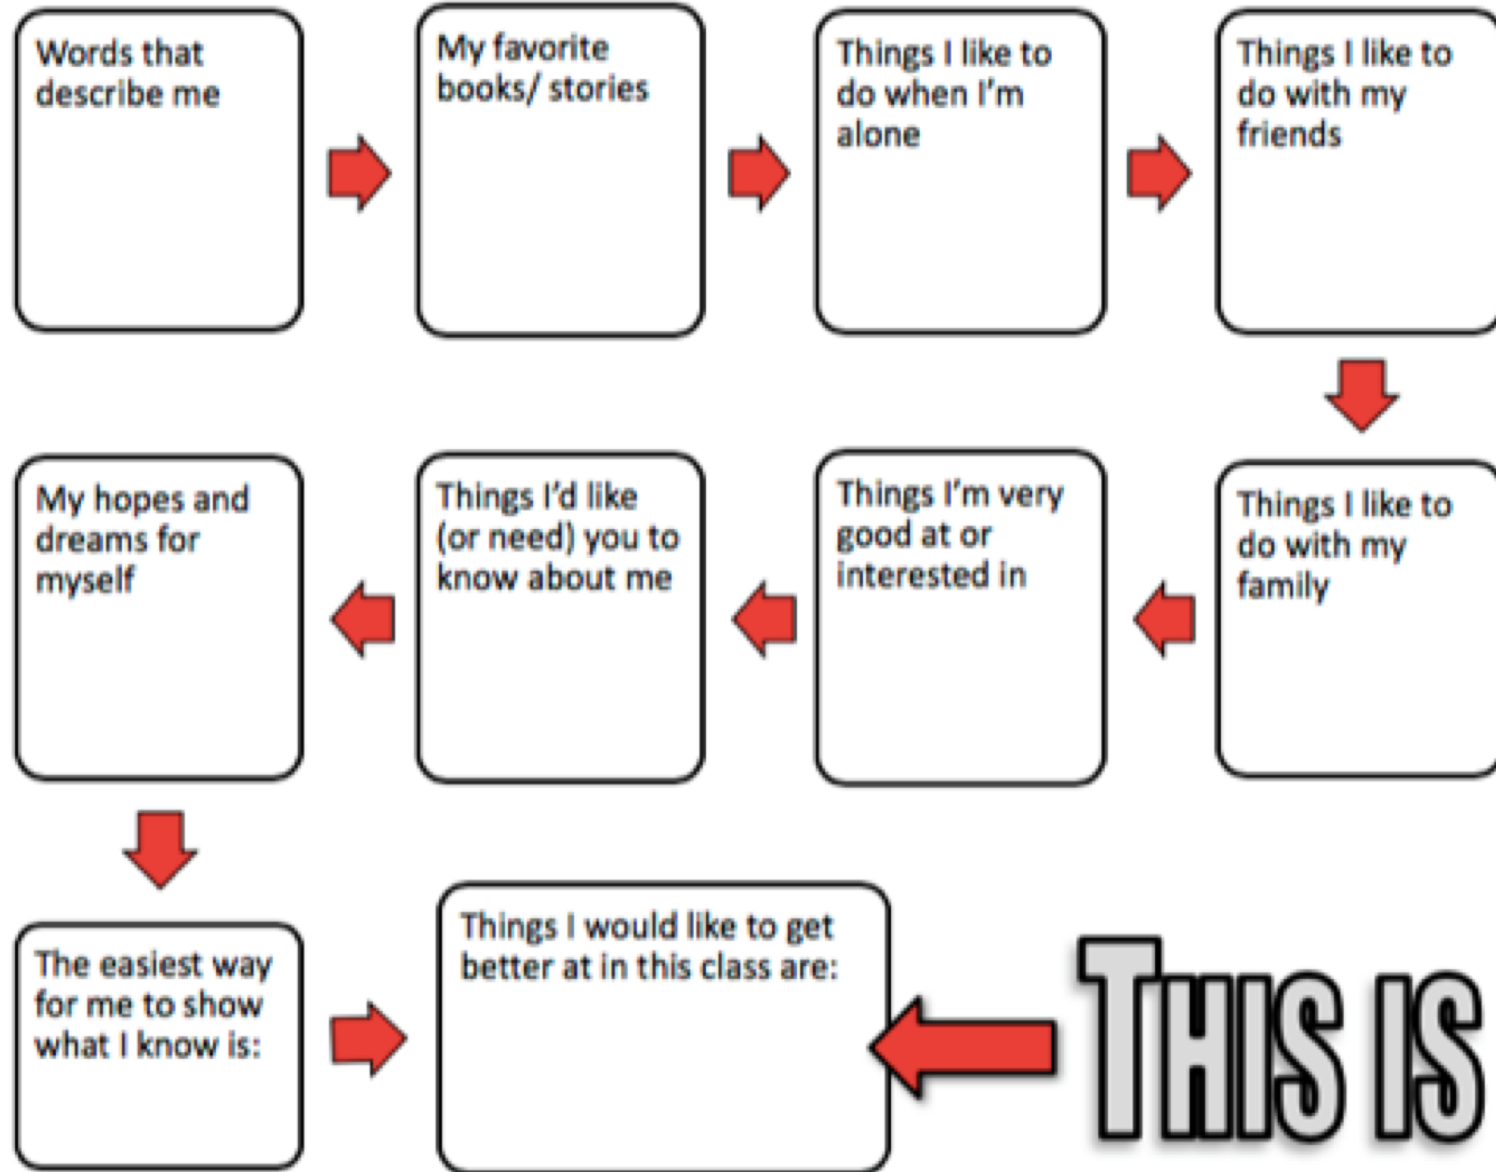 Words that
describe me
My favorite
books/ stories
Things I like to
do when I'm
alone
Things I like to
do with my
friends
Things I like to
do with my
family
Things I'm very
good at or
interested in
Things I'd like
(or need) you to
know about me
My hopes and
dreams for
myself
The easiest way
for me to show
what I know is:
Things I would like to get
better at in this class are:
THIS IS